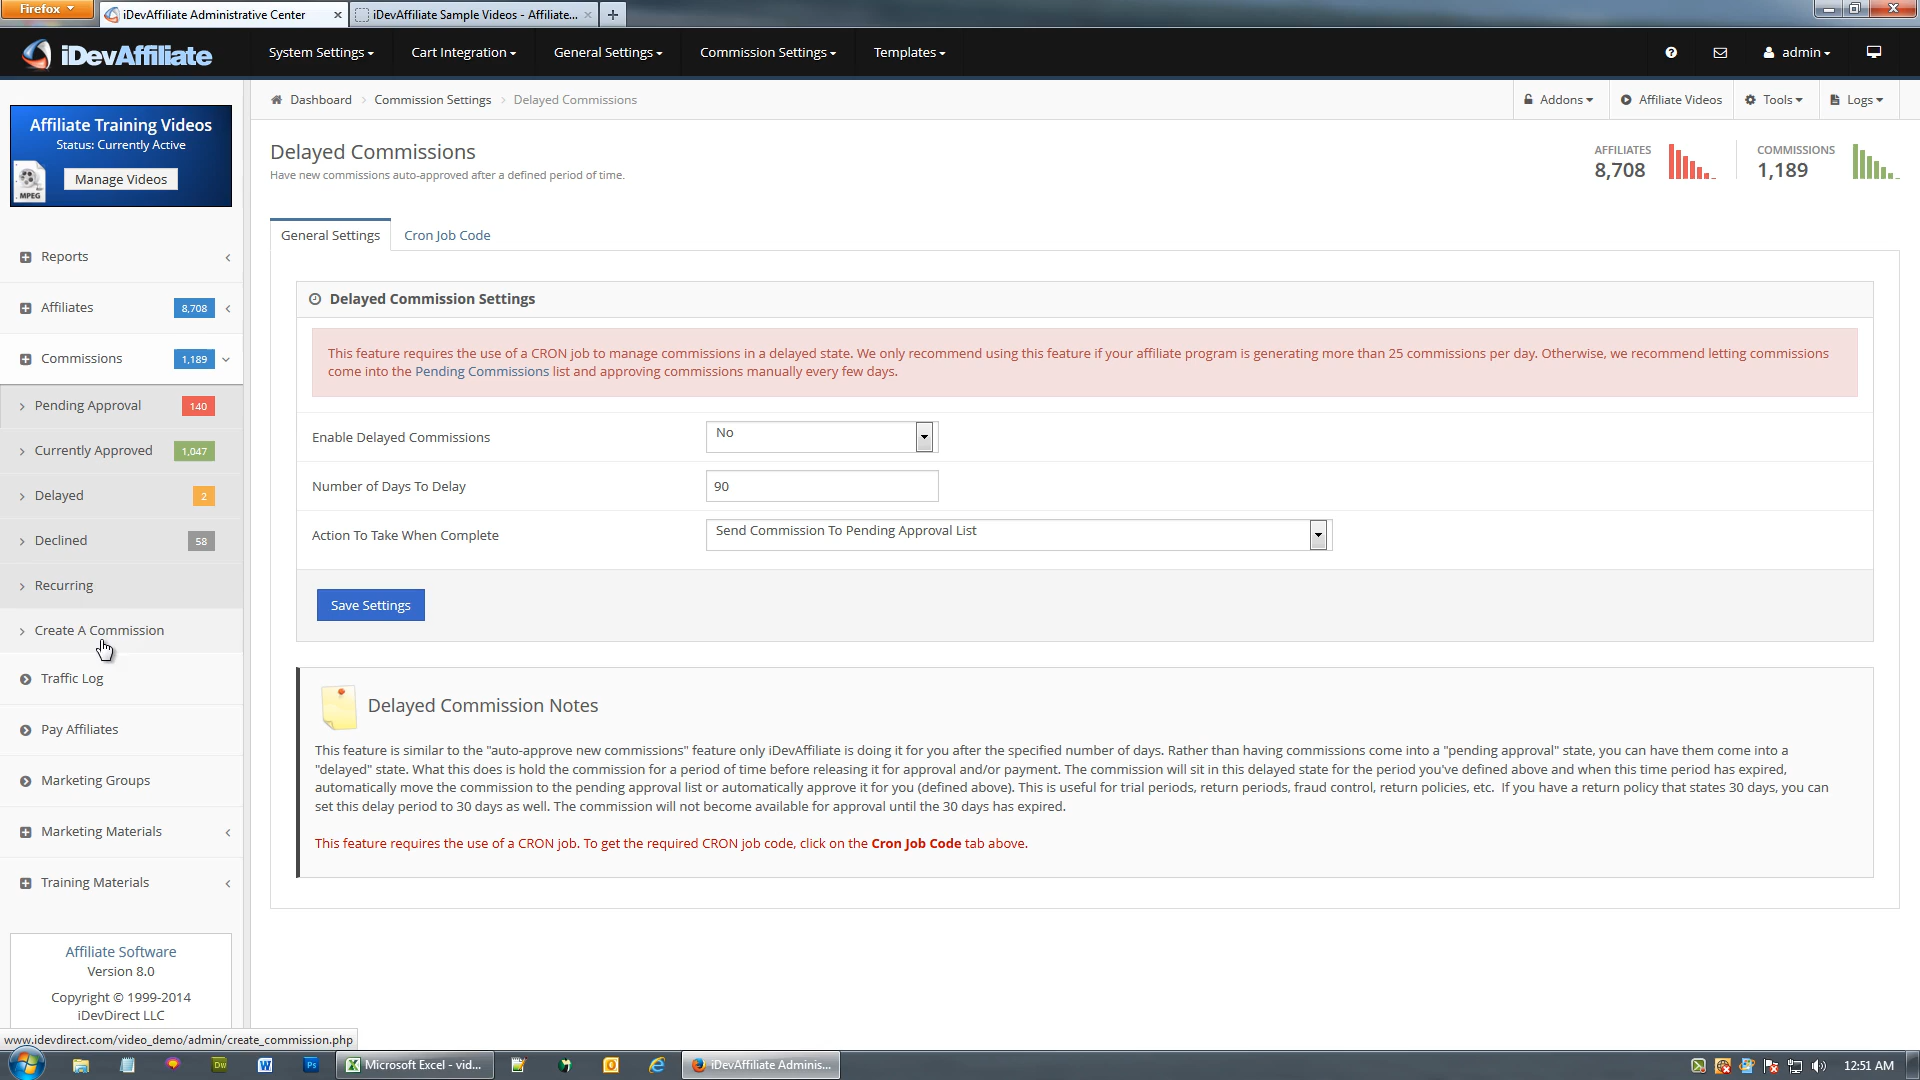 Firefox
iDevAffiliate Administrative Center
iDevAffiliate Sample Videos - Affiliate...
iDevAffiliate
System Settings
Cart Integration
General Settings
Commission Settings
Templates
admin
Affiliate Training Videos
Status: Currently Active
Manage Videos
MPEG
Dashboard
Commission Settings
Delayed Commissions
Addons
Affiliate Videos
Tools
Logs
Delayed Commissions
Have new commissions auto-approved after a defined period of time.
AFFILIATES
8,708
COMMISSIONS
1,189
Reports
Affiliates 8,708
Commissions 1,189
Pending Approval 140
Currently Approved 1,047
Delayed 2
Declined 58
Recurring
Create A Commission
Traffic Log
Pay Affiliates
Marketing Groups
Marketing Materials
Training Materials
General Settings
Cron Job Code
Delayed Commission Settings
This feature requires the use of a CRON job to manage commissions in a delayed state. We only recommend using this feature if your affiliate program is generating more than 25 commissions per day. Otherwise, we recommend letting commissions
come into the Pending Commissions list and approving commissions manually every few days.
Enable Delayed Commissions No
Number of Days To Delay 90
Action To Take When Complete Send Commission To Pending Approval List
Save Settings
Delayed Commission Notes
This feature is similar to the "auto-approve new commissions" feature only iDevAffiliate is doing it for you after the specified number of days. Rather than having commissions come into a "pending approval" state, you can have them come into a
"delayed" state. What this does is hold the commission for a period of time before releasing it for approval and/or payment. The commission will sit in this delayed state for the period you've defined above and when this time period has expired,
automatically move the commission to the pending approval list or automatically approve it for you (defined above). This is useful for trial periods, return periods, fraud control, return policies, etc. If you have a return policy that states 30 days, you can
set this delay period to 30 days as well. The commission will not become available for approval until the 30 days has expired.
This feature requires the use of a CRON job. To get the required CRON job code, click on the Cron Job Code tab above.
Affiliate Software
Version 8.0
Copyright © 1999-2014
iDevDirect LLC
www.idevdirect.com/video_demo/admin/create_commission.php
Dw
Ps
Microsoft Excel - vid...
iDevAffiliate Adminis...
12:51 AM